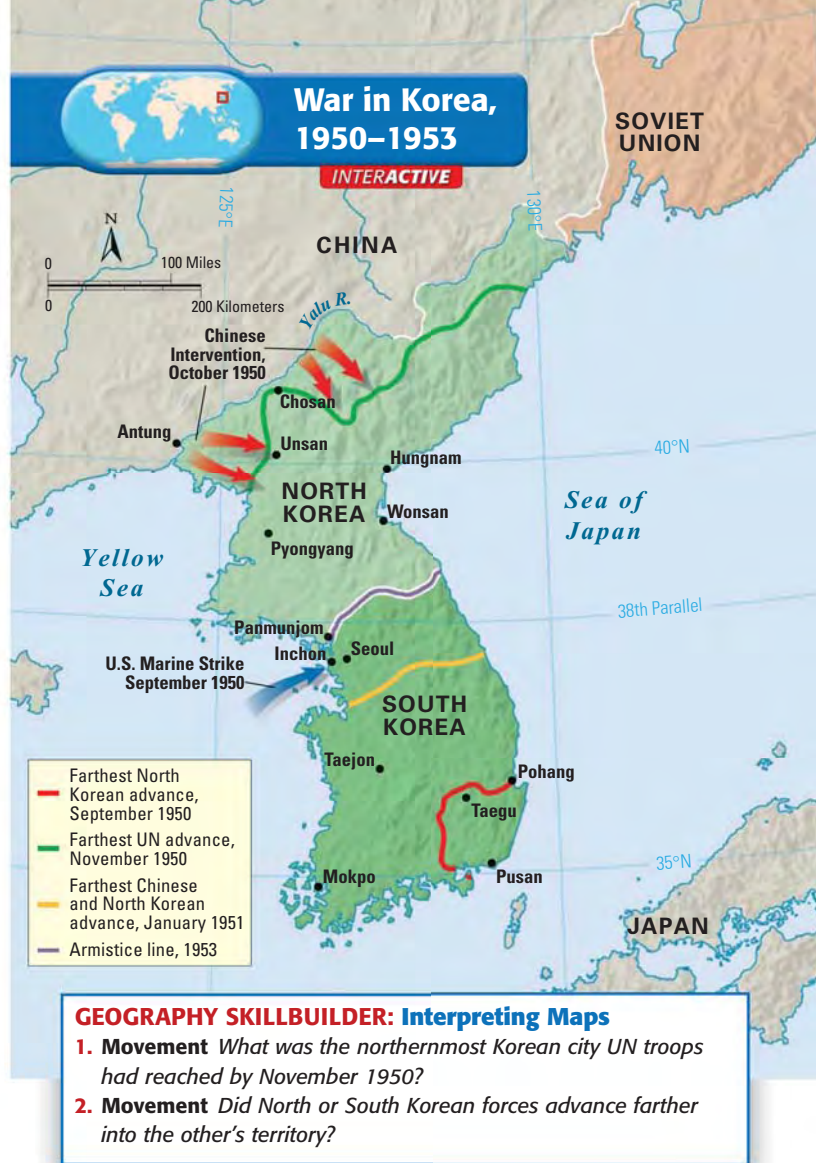 War in Korea,
1950–1953
INTERACTIVE
SOVIET
UNION
125°E
130°E
N
CHINA
0
100 Miles
0
200 Kilometers
Yalu R.
Chinese
Intervention,
October 1950
Chosan
Antung
Unsan
40°N
Hungnam
NORTH
KOREA
Wonsan
Sea of
Japan
Pyongyang
Yellow
Sea
38th Parallel
Panmunjom
Inchon
Seoul
U.S. Marine Strike
September 1950
SOUTH
KOREA
Taejon
Pohang
Taegu
Farthest North
Korean advance,
September 1950
Farthest UN advance,
November 1950
Farthest Chinese
and North Korean
advance, January 1951
Armistice line, 1953
35°N
Mokpo
Pusan
JAPAN
GEOGRAPHY SKILLBUILDER: Interpreting Maps
1. Movement What was the northernmost Korean city UN troops
had reached by November 1950?
2. Movement Did North or South Korean forces advance farther
into the other's territory?